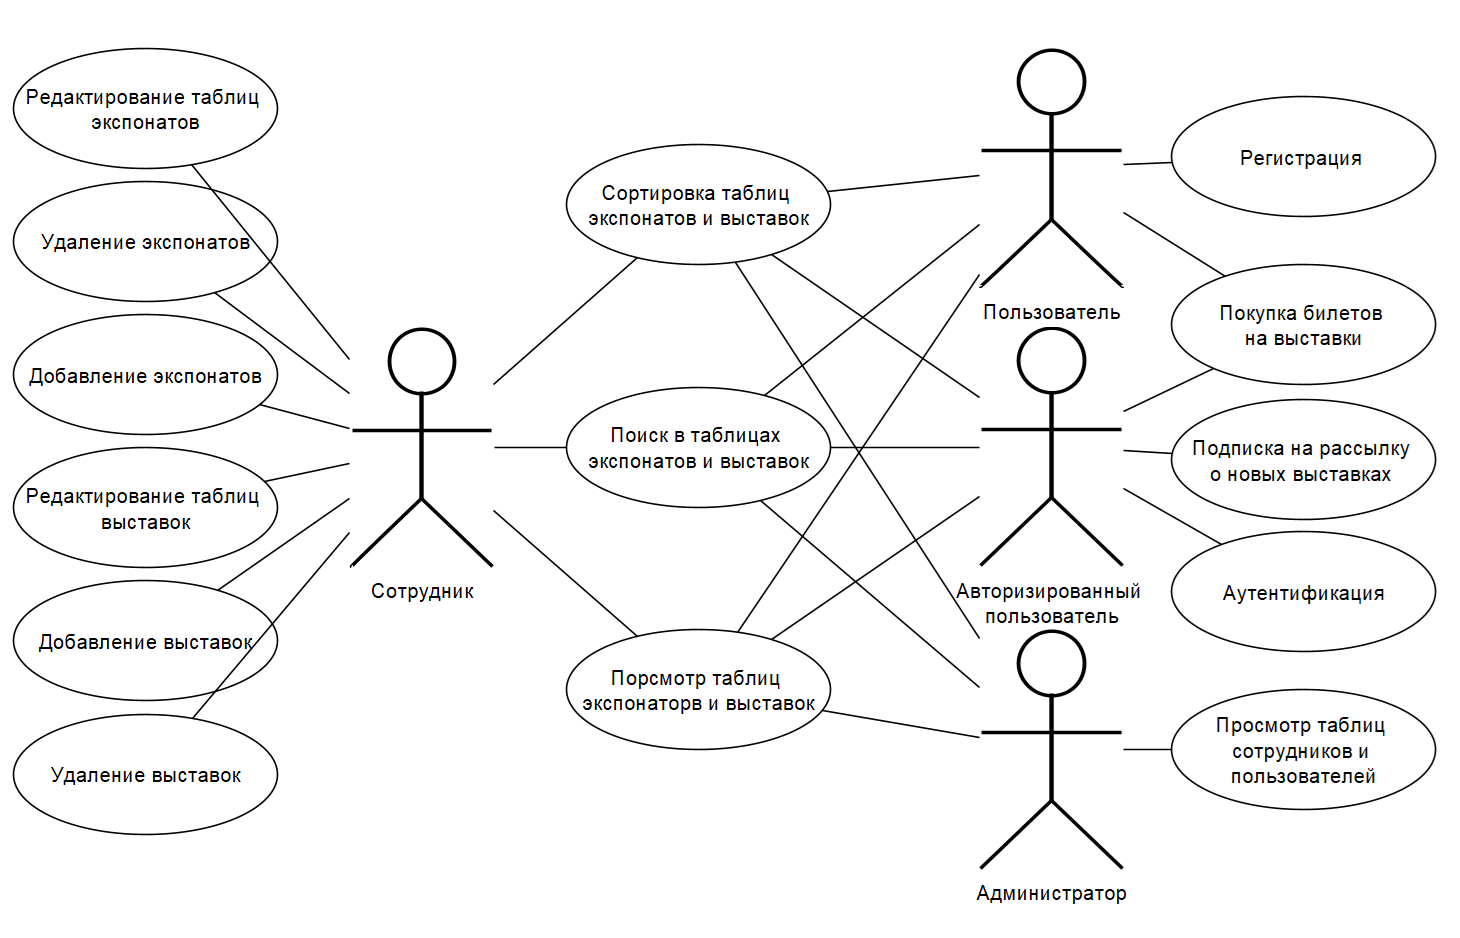 Редактирование таблиц
экспонатов
Удаление экспонатов
Добавление экспонатов
Редактирование таблиц
выставок
Добавление выставок
Удаление выставок
Сотрудник
Сортировка таблиц
экспонатов и выставок
Поиск в таблицах
экспонатов и выставок
Порсмотр таблиц
экспонаторв и выставок
Пользователь
Авторизированный
пользователь
Администратор
Регистрация
Покупка билетов
на выставки
Подписка на рассылку
о новых выставках
Аутентификация
Просмотр таблиц
сотрудников и
пользователей